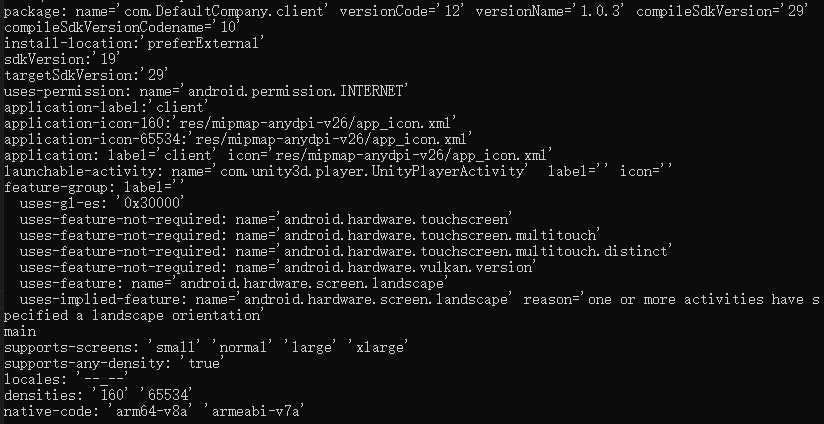 package: name='com.DefaultCompany.client' versionCode='12' versionName='1.0.3' compileSdkVersion='29'
compileSdkVersionCodename='10'
install-location:'preferExternal'
sdkVersion:'19'
targetSdkVersion:'29'
uses-permission: name='android.permission.INTERNET'
application-label:'client'
application-icon-160:'res/mipmap-anydpi-v26/app_icon.xml'
application-icon-65534:'res/mipmap-anydpi-v26/app_icon.xml'
application: label='client' icon='res/mipmap-anydpi-v26/app_icon.xml'
launchable-activity: name='com.unity3d.player.UnityPlayerActivity'  label='' icon=''
feature-group: label=''
  uses-gl-es: '0x30000'
  uses-feature-not-required: name='android.hardware.touchscreen'
  uses-feature-not-required: name='android.hardware.touchscreen.multitouch'
  uses-feature-not-required: name='android.hardware.touchscreen.multitouch.distinct'
  uses-feature-not-required: name='android.hardware.vulkan.version'
  uses-feature: name='android.hardware.screen.landscape'
  uses-implied-feature: name='android.hardware.screen.landscape' reason='one or more activities have s
pecified a landscape orientation'
main
supports-screens: 'small' 'normal' 'large' 'xlarge'
supports-any-density: 'true'
locales: '--_--'
densities: '160' '65534'
native-code: 'arm64-v8a' 'armeabi-v7a'